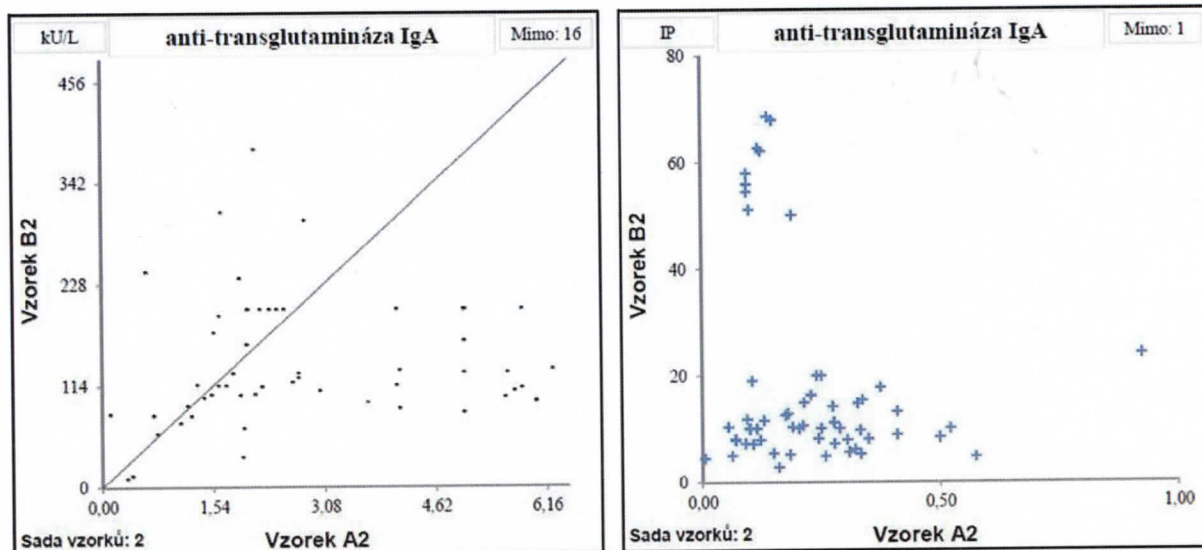 kU/L anti-transglutamináza IgA Mimo: 16
456
342
228
114
0
Vzorek B2
0,00 1,54 3,08 4,62 6,16
Sada vzorků: 2 Vzorek A2
IP anti-transglutamináza IgA Mimo: 1
80
60
40
20
0
Vzorek B2
0,00 0,50 1,00
Sada vzorků: 2 Vzorek A2